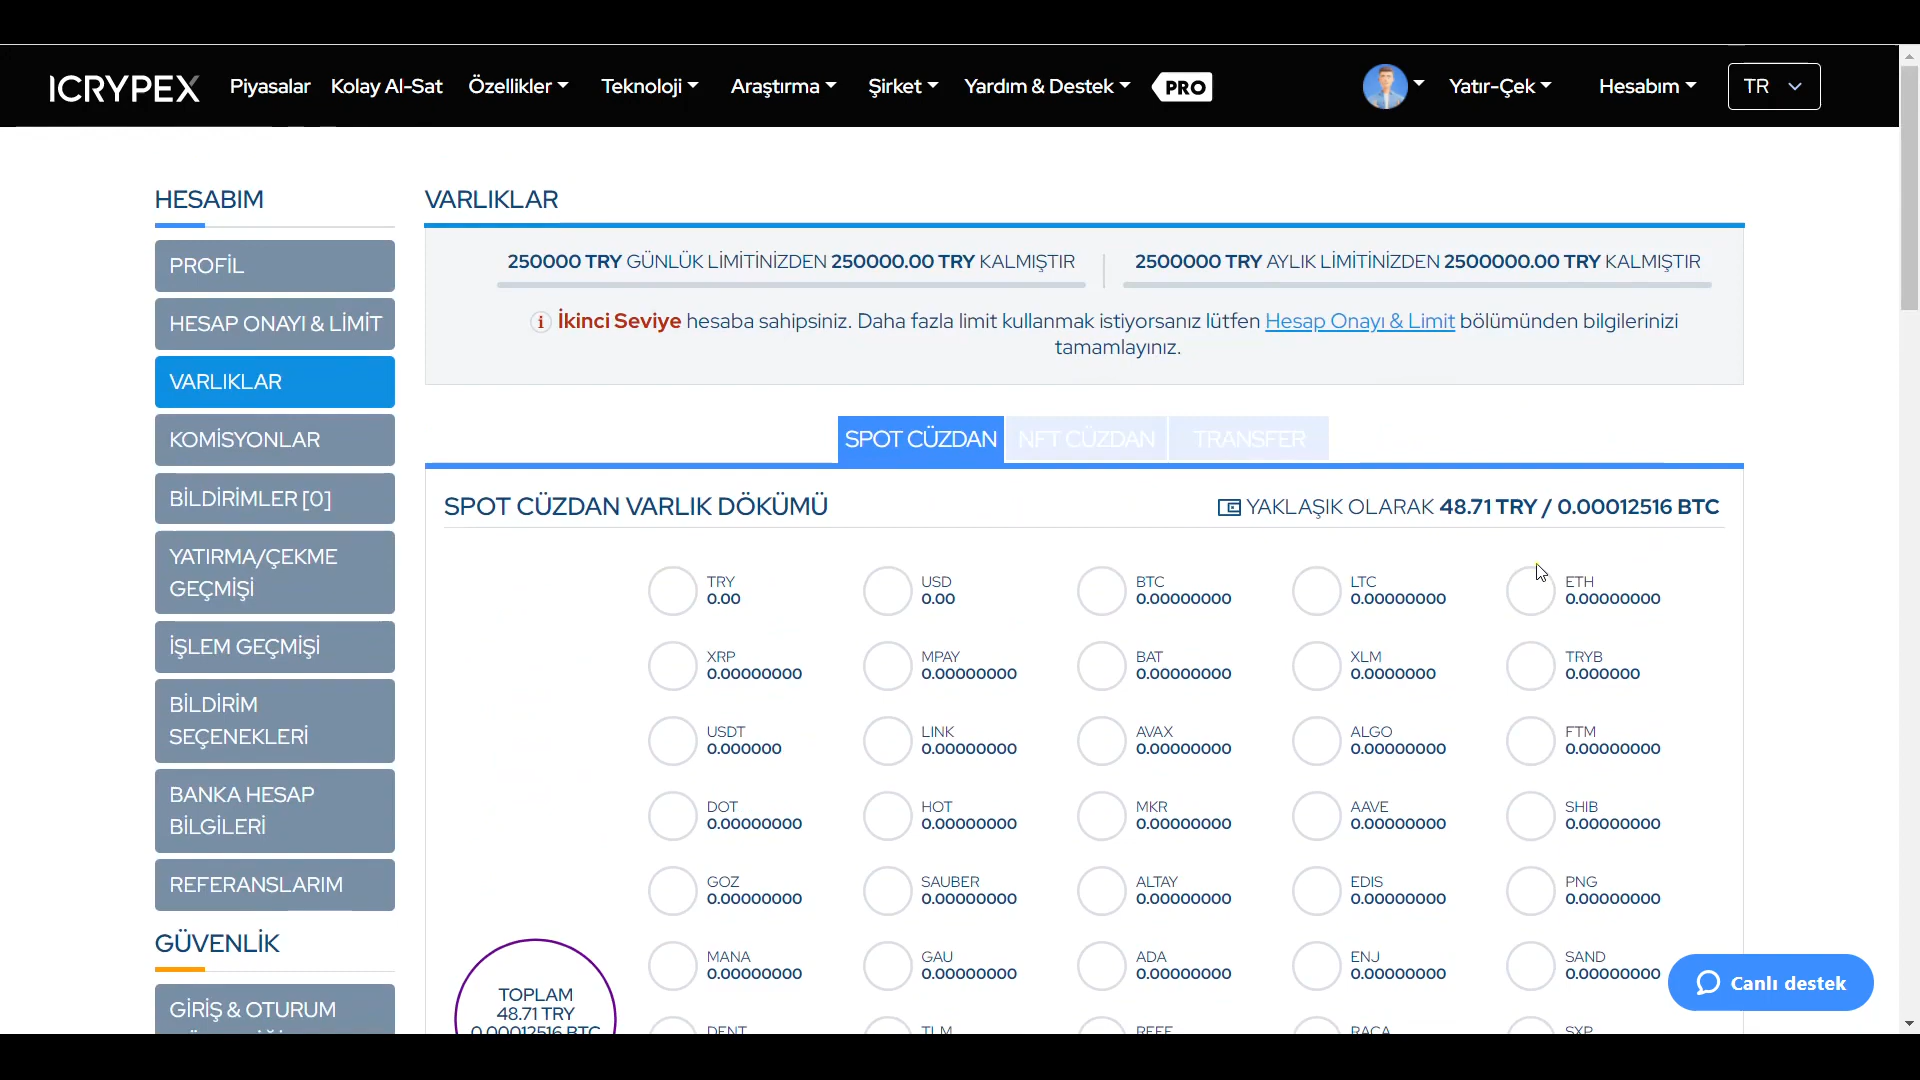 ICRYPEX Piyasalar Kolay Al-Sat Özellikler Teknoloji Araştırma Şirket Yardım & Destek PRO Yatır-Çek Hesabım TR
HESABIM
PROFİL
HESAP ONAYI & LİMİT
VARLIKLAR
KOMİSYONLAR
BİLDİRİMLER [0]
YATIRMA/ÇEKME
GEÇMİŞİ
İŞLEM GEÇMİŞİ
BİLDİRİM
SEÇENEKLERİ
BANKA HESAP
BİLGİLERİ
REFERANSLARIM
GÜVENLİK
GİRİŞ & OTURUM
VARLIKLAR
250000 TRY GÜNLÜK LİMİTİNİZDEN 250000.00 TRY KALMIŞTIR
2500000 TRY AYLIK LİMİTİNİZDEN 2500000.00 TRY KALMIŞTIR
İkinci Seviye hesaba sahipsiniz. Daha fazla limit kullanmak istiyorsanız lütfen Hesap Onayı & Limit bölümünden bilgilerinizi
tamamlayınız.
SPOT CÜZDAN NFT CÜZDAN TRANSFER
SPOT CÜZDAN VARLIK DÖKÜMÜ
YAKLAŞIK OLARAK 48.71 TRY / 0.00012516 BTC
TRY USD BTC LTC ETH
0.00 0.00 0.00000000 0.00000000 0.00000000
XRP MPAY BAT XLM TRYB
0.00000000 0.00000000 0.00000000 0.0000000 0.000000
USDT LINK AVAX ALGO FTM
0.000000 0.00000000 0.00000000 0.00000000 0.00000000
DOT HOT MKR AAVE SHIB
0.00000000 0.00000000 0.00000000 0.00000000 0.00000000
GOZ SAUBER ALTAY EDIS PNG
0.00000000 0.00000000 0.00000000 0.00000000 0.00000000
MANA GAU ADA ENJ SAND
0.00000000 0.00000000 0.00000000 0.00000000 0.00000000
DENT TLM REEF RACA SXP
TOPLAM
48.71 TRY
0.00012516 BTC
Canlı destek